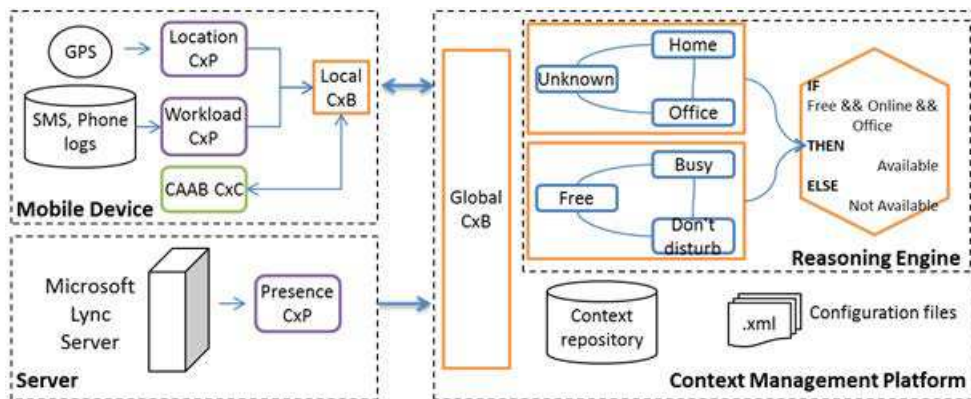 GPS
Location
CxP
SMS, Phone
logs
Workload
CxP
Local
CxB
CAAB CxC
Mobile Device
Microsoft
Lync
Server
Presence
CxP
Server
Global
CxB
Unknown
Home
Office
Free
Busy
Don't
disturb
IF
Free && Online &&
Office
THEN
Available
ELSE
Not Available
Reasoning Engine
Context
repository
.xml
Configuration files
Context Management Platform